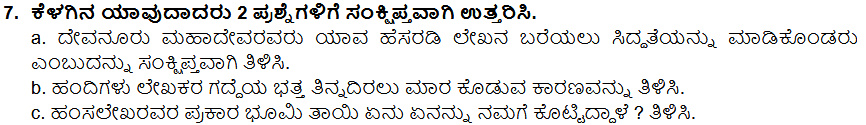 7. ಕೆಳಗಿನ ಯಾವುದಾದರು 2 ಪ್ರಶ್ನೆಗಳಿಗೆ ಸಂಕ್ಷಿಪ್ತವಾಗಿ ಉತ್ತರಿಸಿ.
a. ದೇವನೂರು ಮಹಾದೇವರವರು ಯಾವ ಹೆಸರಡಿ ಲೇಖನ ಬರೆಯಲು ಸಿದ್ದತೆಯನ್ನು ಮಾಡಿಕೊಂಡರು
ಎಂಬುದನ್ನು ಸಂಕ್ಷಿಪ್ತವಾಗಿ ತಿಳಿಸಿ.
b. ಹಂದಿಗಳು ಲೇಖಕರ ಗದ್ದೆಯ ಭತ್ತ ತಿನ್ನದಿರಲು ಮಾರ ಕೊಡುವ ಕಾರಣವನ್ನು ತಿಳಿಸಿ.
c. ಹಂಸಲೇಖರವರ ಪ್ರಕಾರ ಭೂಮಿ ತಾಯಿ ಏನು ಏನನ್ನು ನಮಗೆ ಕೊಟ್ಟಿದ್ದಾಳೆ ? ತಿಳಿಸಿ.